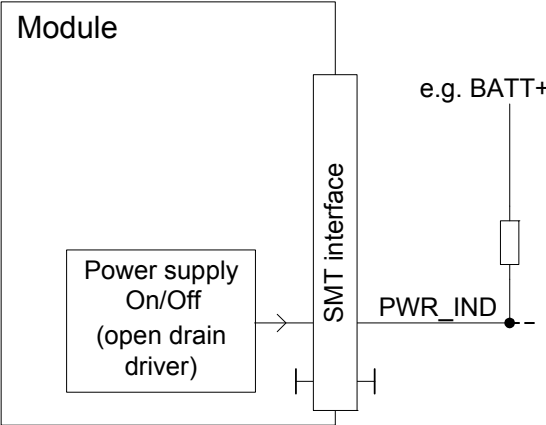 Module
e.g. BATT+
SMT interface
Power supply
On/Off
(open drain
driver)
PWR_IND